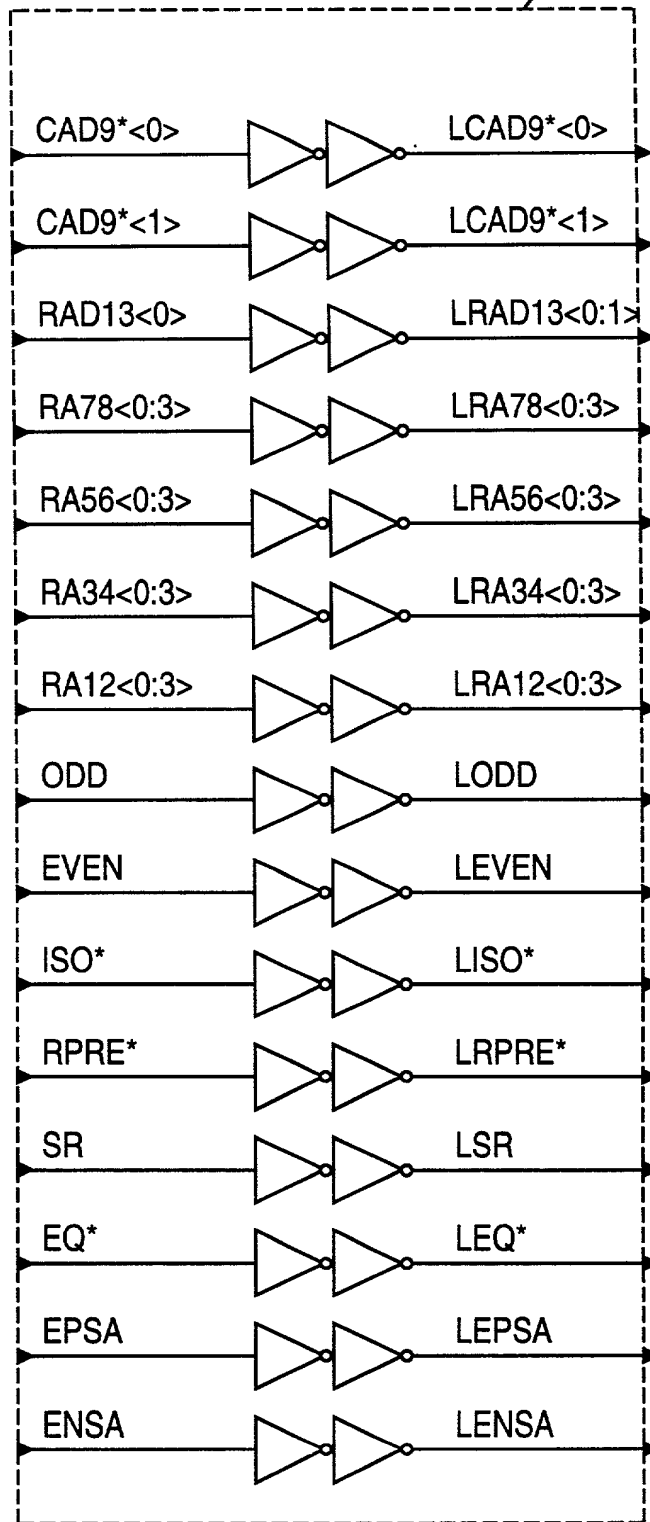 CAD9*<0> LCAD9*<0>
CAD9*<1> LCAD9*<1>
RAD13<0> LRAD13<0:1>
RA78<0:3> LRA78<0:3>
RA56<0:3> LRA56<0:3>
RA34<0:3> LRA34<0:3>
RA12<0:3> LRA12<0:3>
ODD LODD
EVEN LEVEN
ISO* LISO*
RPRE* LRPRE*
SR LSR
EQ* LEQ*
EPSA LEPSA
ENSA LENSA